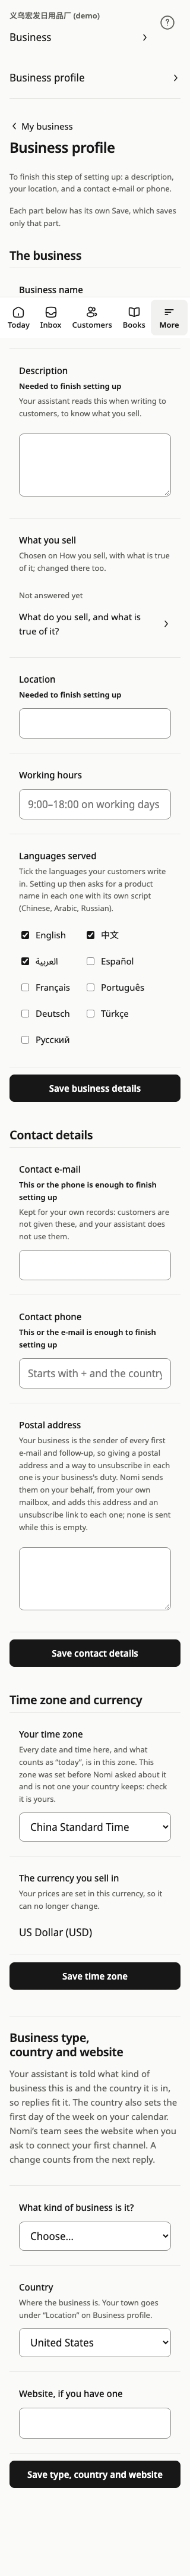 义乌宏发日用品厂 (demo)
?
Business
Business profile
My business
Business profile
To finish this step of setting up: a description,
your location, and a contact e-mail or phone.
Each part below has its own Save, which saves
only that part.
The business
Business name
Today
Inbox
Customers
Books
More
Description
Needed to finish setting up
Your assistant reads this when writing to
customers, to know what you sell.
What you sell
Chosen on How you sell, with what is true
of it; changed there too.
Not answered yet
What do you sell, and what is
true of it?
Location
Needed to finish setting up
Working hours
9:00–18:00 on working days
Languages served
Tick the languages your customers write
in. Setting up then asks for a product
name in each one with its own script
(Chinese, Arabic, Russian).
English
中文
العربية
Español
Français
Português
Deutsch
Türkçe
Русский
Save business details
Contact details
Contact e-mail
This or the phone is enough to finish
setting up
Kept for your own records: customers are
not given these, and your assistant does
not use them.
Contact phone
This or the e-mail is enough to finish
setting up
Starts with + and the country
Postal address
Your business is the sender of every first
e-mail and follow-up, so giving a postal
address and a way to unsubscribe in each
one is your business's duty. Nomi sends
them on your behalf, from your own
mailbox, and adds this address and an
unsubscribe link to each one; none is sent
while this is empty.
Save contact details
Time zone and currency
Your time zone
Every date and time here, and what
counts as “today”, is in this zone. This
zone was set before Nomi asked about it
and is not one your country keeps: check
it is yours.
China Standard Time
The currency you sell in
Your prices are set in this currency, so it
can no longer change.
US Dollar (USD)
Save time zone
Business type,
country and website
Your assistant is told what kind of
business this is and the country it is in,
so replies fit it. The country also sets the
first day of the week on your calendar.
Nomi’s team sees the website when you
ask to connect your first channel. A
change counts from the next reply.
What kind of business is it?
Choose…
Country
Where the business is. Your town goes
under “Location” on Business profile.
United States
Website, if you have one
Save type, country and website